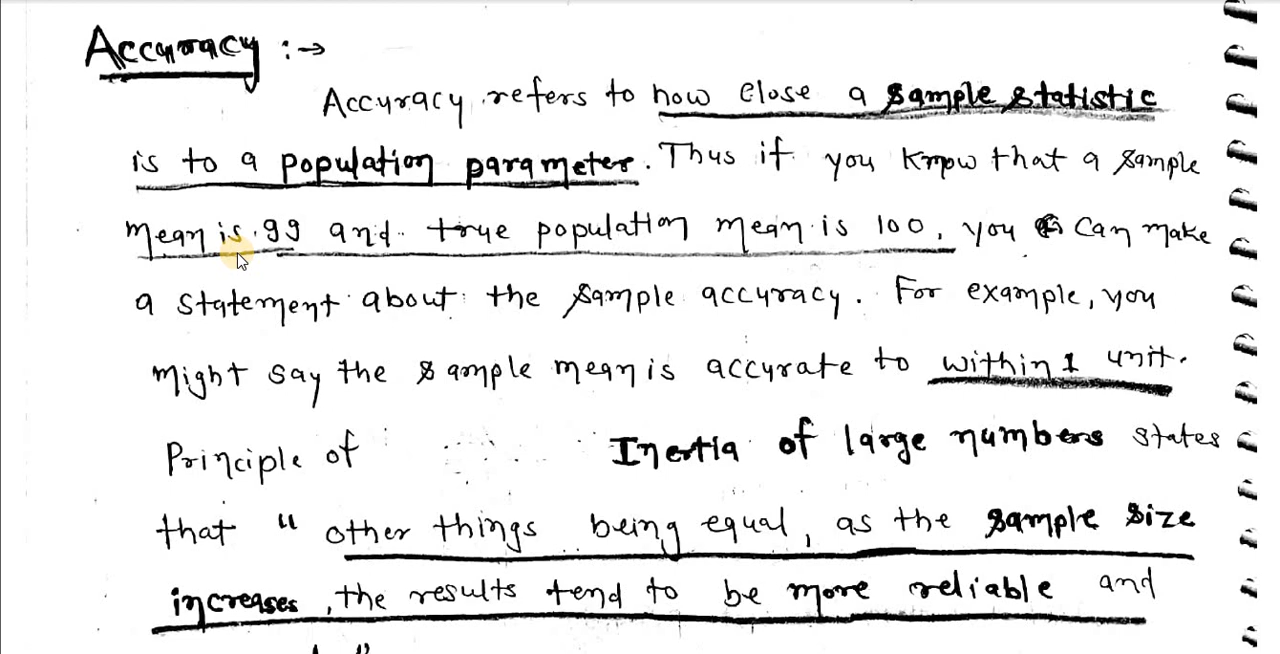 Accuracy :→
Accuracy refers to how close a sample statistic
is to a population parameter. Thus if you know that a sample
mean is 99 and true population mean is 100, you can make
a statement about the sample accuracy. For example, you
might say the sample mean is accurate to within 1 unit.
Principle of Inertia of large numbers states
that " other things being equal, as the sample size
increases, the results tend to be more reliable and